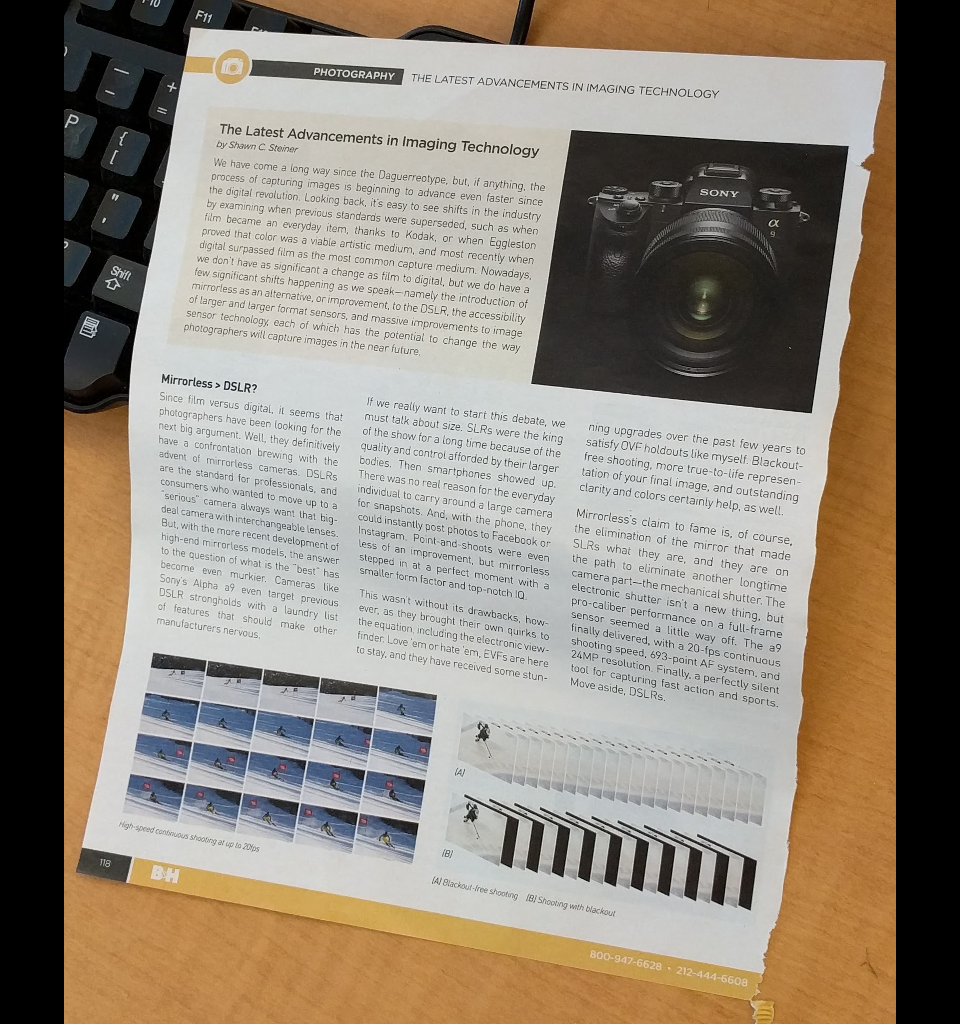 F10
F11
P
{
[
"
'
+
=
Shift
PHOTOGRAPHY THE LATEST ADVANCEMENTS IN IMAGING TECHNOLOGY
The Latest Advancements in Imaging Technology
by Shawn C. Steiner
We have come a long way since the Daguerreotype, but, if anything, the
process of capturing images is beginning to advance even faster since
the digital revolution. Looking back, it's easy to see shifts in the industry
by examining when previous standards were superseded, such as when
film became an everyday item, thanks to Kodak, or when Eggleston
proved that color was a viable artistic medium, and most recently when
digital surpassed film as the most common capture medium. Nowadays,
we don't have as significant a change as film to digital, but we do have a
few significant shifts happening as we speak—namely the introduction of
mirrorless as an alternative, or improvement, to the DSLR, the accessibility
of larger and larger format sensors, and massive improvements to image
sensor technology, each of which has the potential to change the way
photographers will capture images in the near future.
SONY
α
9
Mirrorless > DSLR?
Since film versus digital, it seems that
photographers have been looking for the
next big argument. Well, they definitively
have a confrontation brewing with the
advent of mirrorless cameras. DSLRs
are the standard for professionals, and
consumers who wanted to move up to a
"serious" camera always want that big-
deal camera with interchangeable lenses.
But, with the more recent development of
high-end mirrorless models, the answer
to the question of what is the "best" has
become even murkier. Cameras like
Sony's Alpha a9 even target previous
DSLR strongholds with a laundry list
of features that should make other
manufacturers nervous.
If we really want to start this debate, we
must talk about size. SLRs were the king
of the show for a long time because of the
quality and control afforded by their larger
bodies. Then smartphones showed up.
There was no real reason for the everyday
individual to carry around a large camera
for snapshots. And, with the phone, they
could instantly post photos to Facebook or
Instagram. Point-and-shoots were even
less of an improvement, but mirrorless
stepped in at a perfect moment with a
smaller form factor and top-notch IQ.
This wasn't without its drawbacks, how-
ever, as they brought their own quirks to
the equation, including the electronic view-
finder. Love 'em or hate 'em, EVFs are here
to stay, and they have received some stun-
ning upgrades over the past few years to
satisfy OVF holdouts like myself. Blackout-
free shooting, more true-to-life represen-
tation of your final image, and outstanding
clarity and colors certainly help, as well.
Mirrorless's claim to fame is, of course,
the elimination of the mirror that made
SLRs what they are, and they are on
the path to eliminate another longtime
camera part—the mechanical shutter. The
electronic shutter isn't a new thing, but
pro-caliber performance on a full-frame
sensor seemed a little way off. The a9
finally delivered, with a 20-fps continuous
shooting speed, 693-point AF system, and
24MP resolution. Finally, a perfectly silent
tool for capturing fast action and sports.
Move aside, DSLRs.
High-speed continuous shooting at up to 20fps
(A)
(B)
(A) Blackout-free shooting (B) Shooting with blackout
118
B&H
800-947-6628 • 212-444-6608